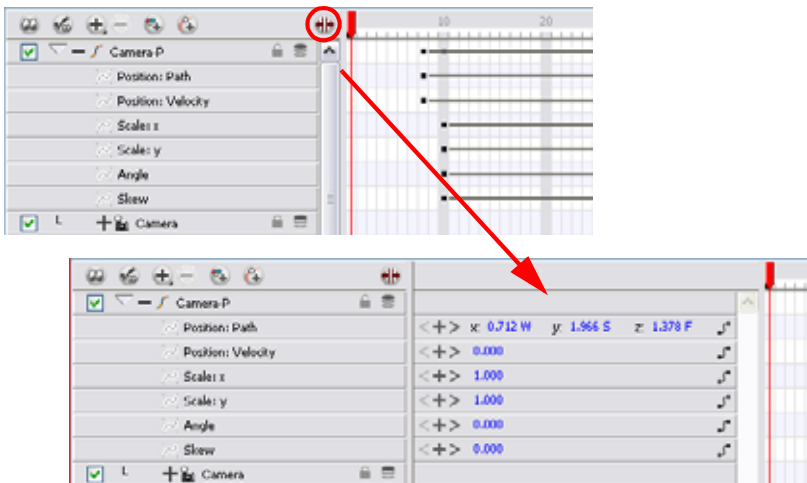 10 20
Camera-P
Position: Path
Position: Velocity
Scale: x
Scale: y
Angle
Skew
Camera
Camera-P
Position: Path x: 0.712 W y: 1.966 S z: 1.378 F
Position: Velocity 0.000
Scale: x 1.000
Scale: y 1.000
Angle 0.000
Skew 0.000
Camera